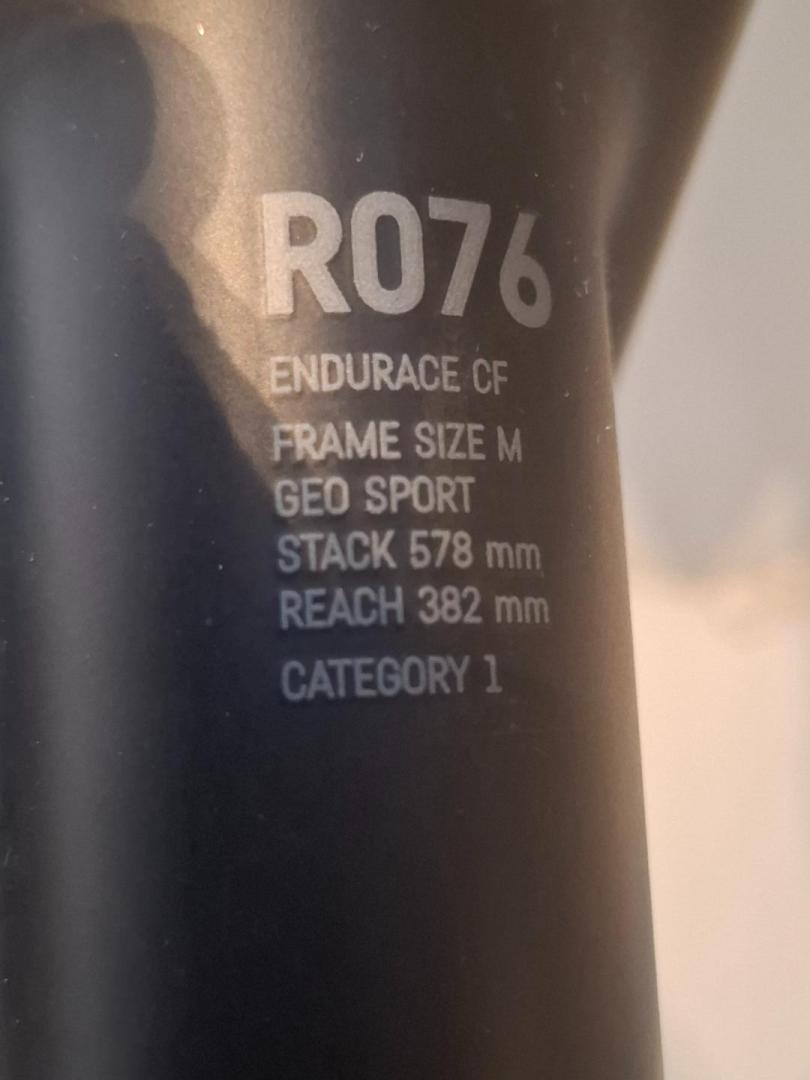 R076
ENDURACE CF
FRAME SIZE M
GEO SPORT
STACK 578 mm
REACH 382 mm
CATEGORY 1